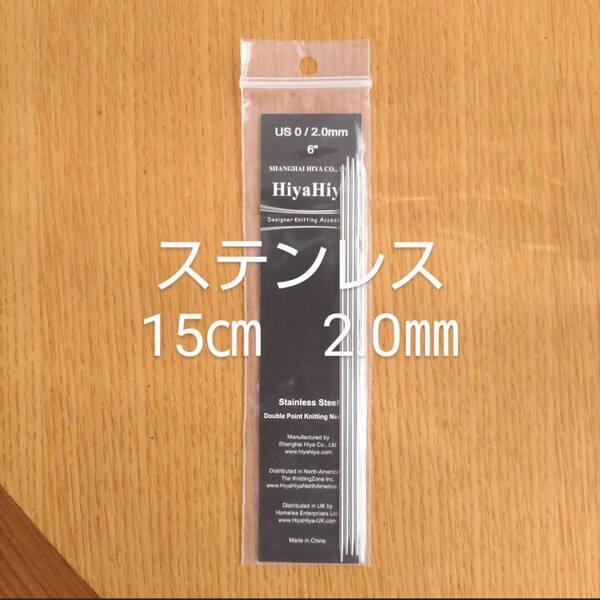 US 0 / 2.0mm
6"
SHANGHAI HIYA CO.,
HiyaHiy
Designer Knitting Access
ステンレス
15㎝ 2.0㎜
Stainless Steel
Double Point Knitting Ne
Manufactured by
Shanghai Hiya Co., Ltd
www.hiyahiya.com
Distributed in North America
The KnittingZone Inc.
www.HiyaHiyaNorthAmerica.
Distributed in UK by
Homelea Enterprises Ltd.
www.HiyaHiya-UK.com
Made in China